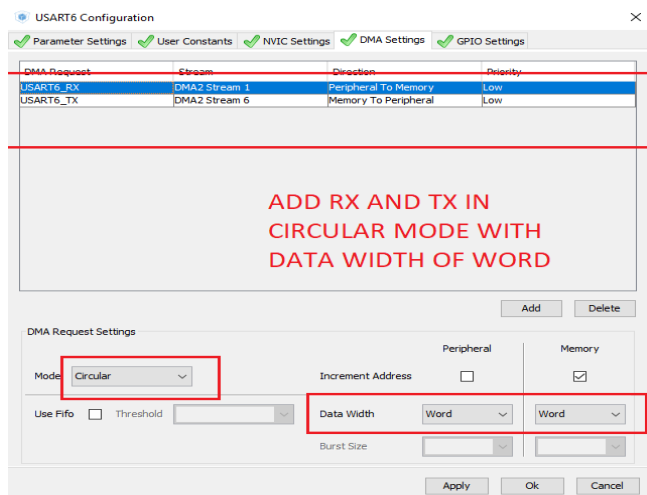 USART6 Configuration
Parameter Settings User Constants NVIC Settings DMA Settings GPIO Settings
DMA Request Stream Direction Priority
USART6_RX DMA2 Stream 1 Peripheral To Memory Low
USART6_TX DMA2 Stream 6 Memory To Peripheral Low
ADD RX AND TX IN
CIRCULAR MODE WITH
DATA WIDTH OF WORD
Add Delete
DMA Request Settings
Peripheral Memory
Mode Circular Increment Address
Use Fifo Threshold Data Width Word Word
Burst Size
Apply Ok Cancel